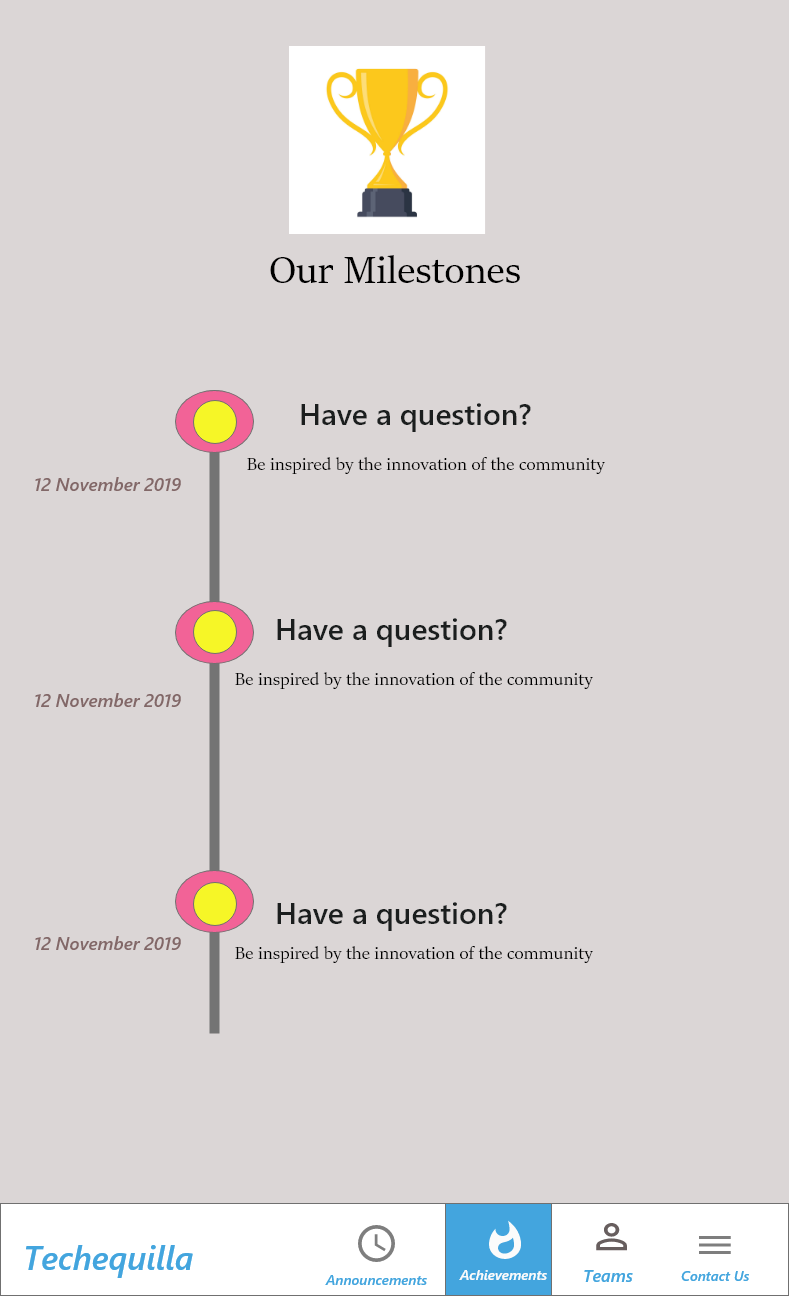 Our Milestones
Have a question?
Be inspired by the innovation of the community
12 November 2019
Have a question?
Be inspired by the innovation of the community
12 November 2019
Have a question?
12 November 2019
Be inspired by the innovation of the community
Techequilla
Announcements
Achievements
Teams
Contact Us